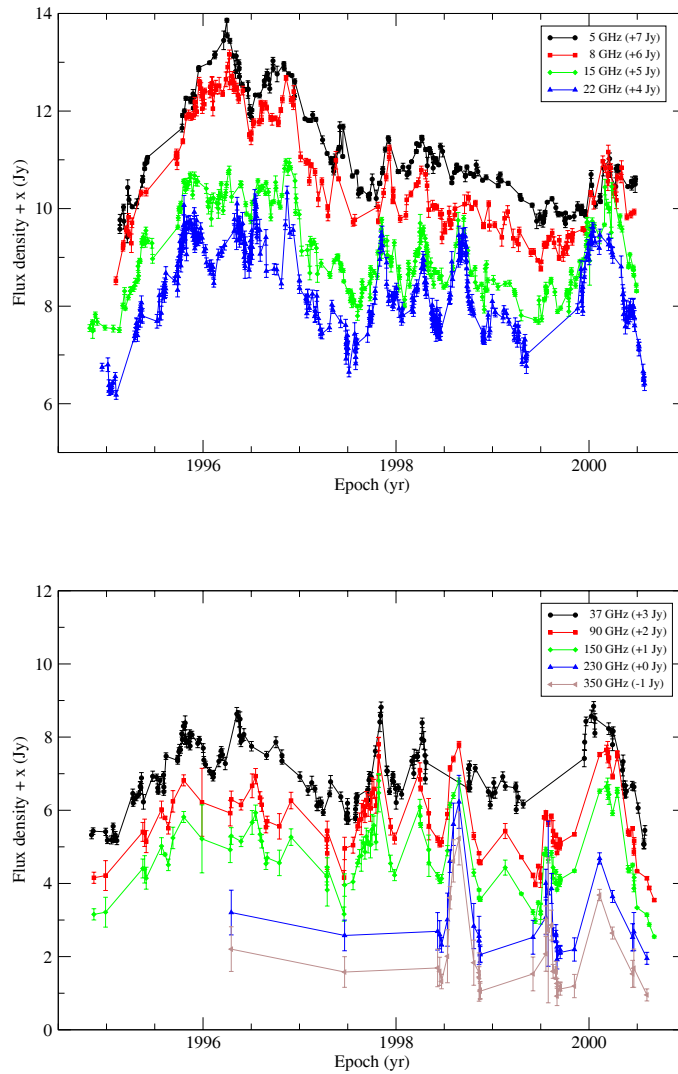 14
12
10
8
6
Flux density + x (Jy)
5 GHz (+7 Jy)
8 GHz (+6 Jy)
15 GHz (+5 Jy)
22 GHz (+4 Jy)
1996
1998
2000
Epoch (yr)
12
10
8
6
4
2
0
Flux density + x (Jy)
37 GHz (+3 Jy)
90 GHz (+2 Jy)
150 GHz (+1 Jy)
230 GHz (+0 Jy)
350 GHz (-1 Jy)
1996
1998
2000
Epoch (yr)